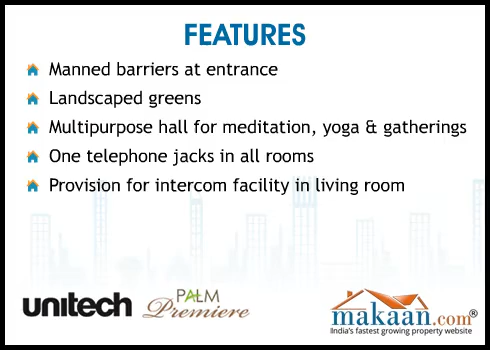 FEATURES
Manned barriers at entrance
Landscaped greens
Multipurpose hall for meditation, yoga & gatherings
One telephone jacks in all rooms
Provision for intercom facility in living room
unitech
PALM
Premiere
makaan.com®
India's fastest growing property website